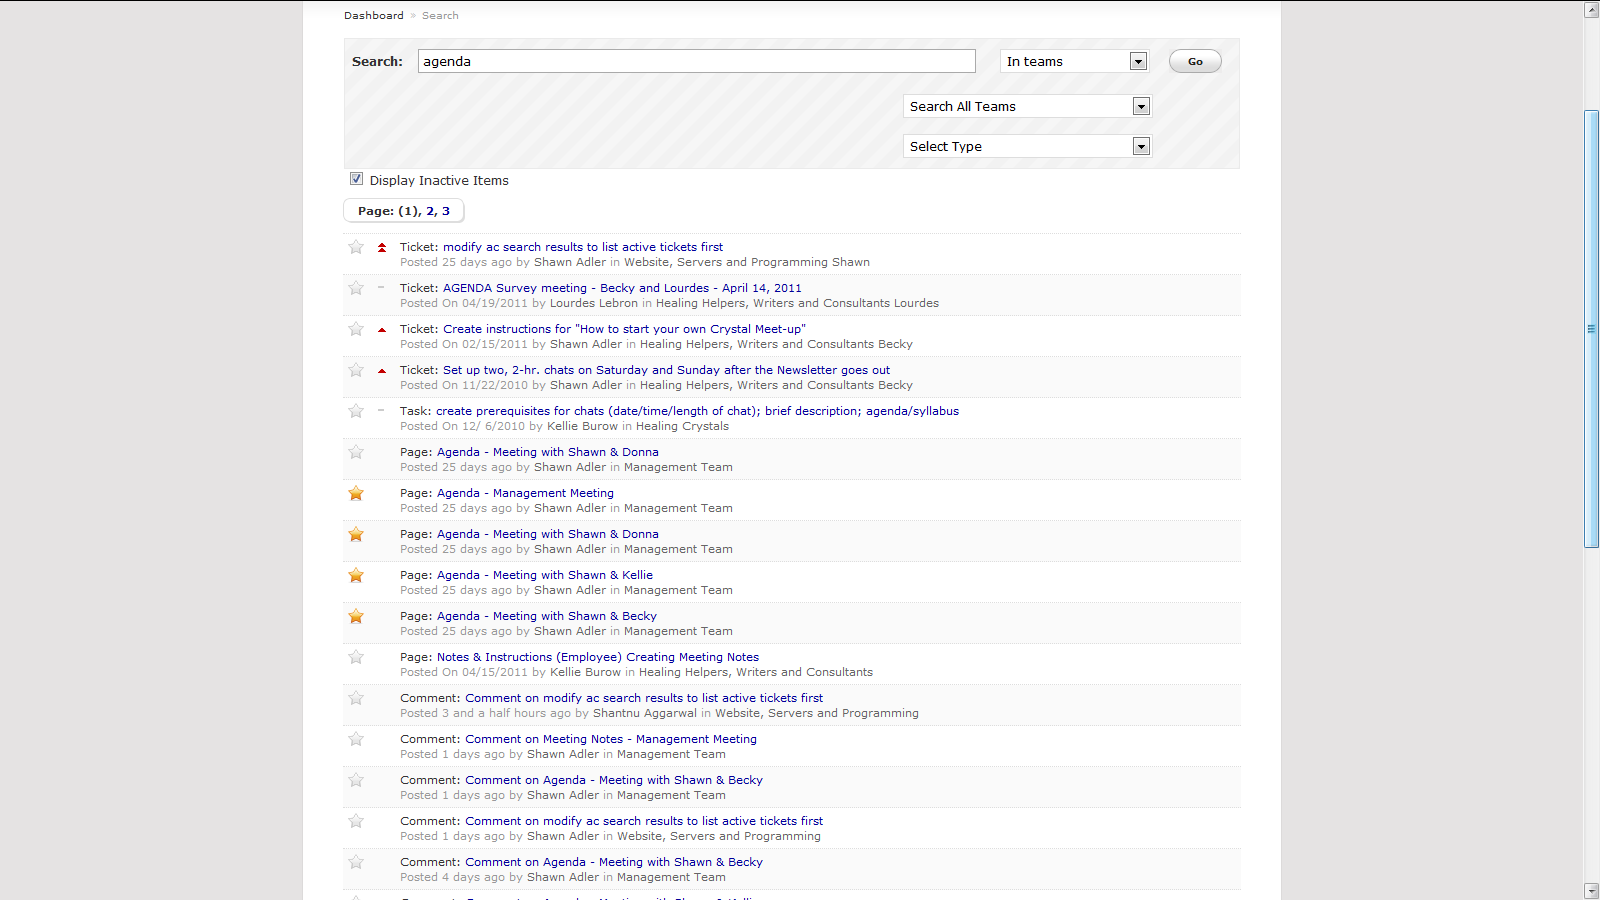 Dashboard » Search
Search: agenda In teams Go
Search All Teams
Select Type
Display Inactive Items
Page: (1), 2, 3
Ticket: modify ac search results to list active tickets first
Posted 25 days ago by Shawn Adler in Website, Servers and Programming Shawn
Ticket: AGENDA Survey meeting - Becky and Lourdes - April 14, 2011
Posted On 04/19/2011 by Lourdes Lebron in Healing Helpers, Writers and Consultants Lourdes
Ticket: Create instructions for "How to start your own Crystal Meet-up"
Posted On 02/15/2011 by Shawn Adler in Healing Helpers, Writers and Consultants Becky
Ticket: Set up two, 2-hr. chats on Saturday and Sunday after the Newsletter goes out
Posted On 11/22/2010 by Shawn Adler in Healing Helpers, Writers and Consultants Becky
Task: create prerequisites for chats (date/time/length of chat); brief description; agenda/syllabus
Posted On 12/ 6/2010 by Kellie Burow in Healing Crystals
Page: Agenda - Meeting with Shawn & Donna
Posted 25 days ago by Shawn Adler in Management Team
Page: Agenda - Management Meeting
Posted 25 days ago by Shawn Adler in Management Team
Page: Agenda - Meeting with Shawn & Donna
Posted 25 days ago by Shawn Adler in Management Team
Page: Agenda - Meeting with Shawn & Kellie
Posted 25 days ago by Shawn Adler in Management Team
Page: Agenda - Meeting with Shawn & Becky
Posted 25 days ago by Shawn Adler in Management Team
Page: Notes & Instructions (Employee) Creating Meeting Notes
Posted On 04/15/2011 by Kellie Burow in Healing Helpers, Writers and Consultants
Comment: Comment on modify ac search results to list active tickets first
Posted 3 and a half hours ago by Shantnu Aggarwal in Website, Servers and Programming
Comment: Comment on Meeting Notes - Management Meeting
Posted 1 days ago by Shawn Adler in Management Team
Comment: Comment on Agenda - Meeting with Shawn & Becky
Posted 1 days ago by Shawn Adler in Management Team
Comment: Comment on modify ac search results to list active tickets first
Posted 1 days ago by Shawn Adler in Website, Servers and Programming
Comment: Comment on Agenda - Meeting with Shawn & Becky
Posted 4 days ago by Shawn Adler in Management Team